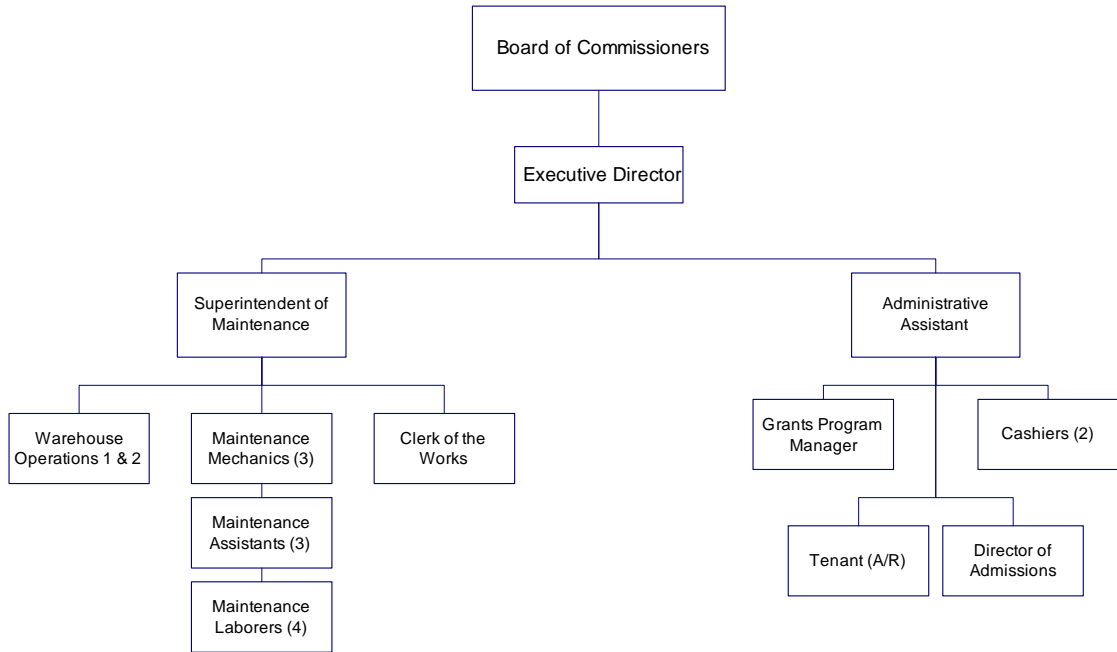 Board of Commissioners
Executive Director
Superintendent of
Maintenance
Administrative
Assistant
Warehouse
Operations 1 & 2
Maintenance
Mechanics (3)
Clerk of the
Works
Grants Program
Manager
Cashiers (2)
Maintenance
Assistants (3)
Tenant (A/R)
Director of
Admissions
Maintenance
Laborers (4)